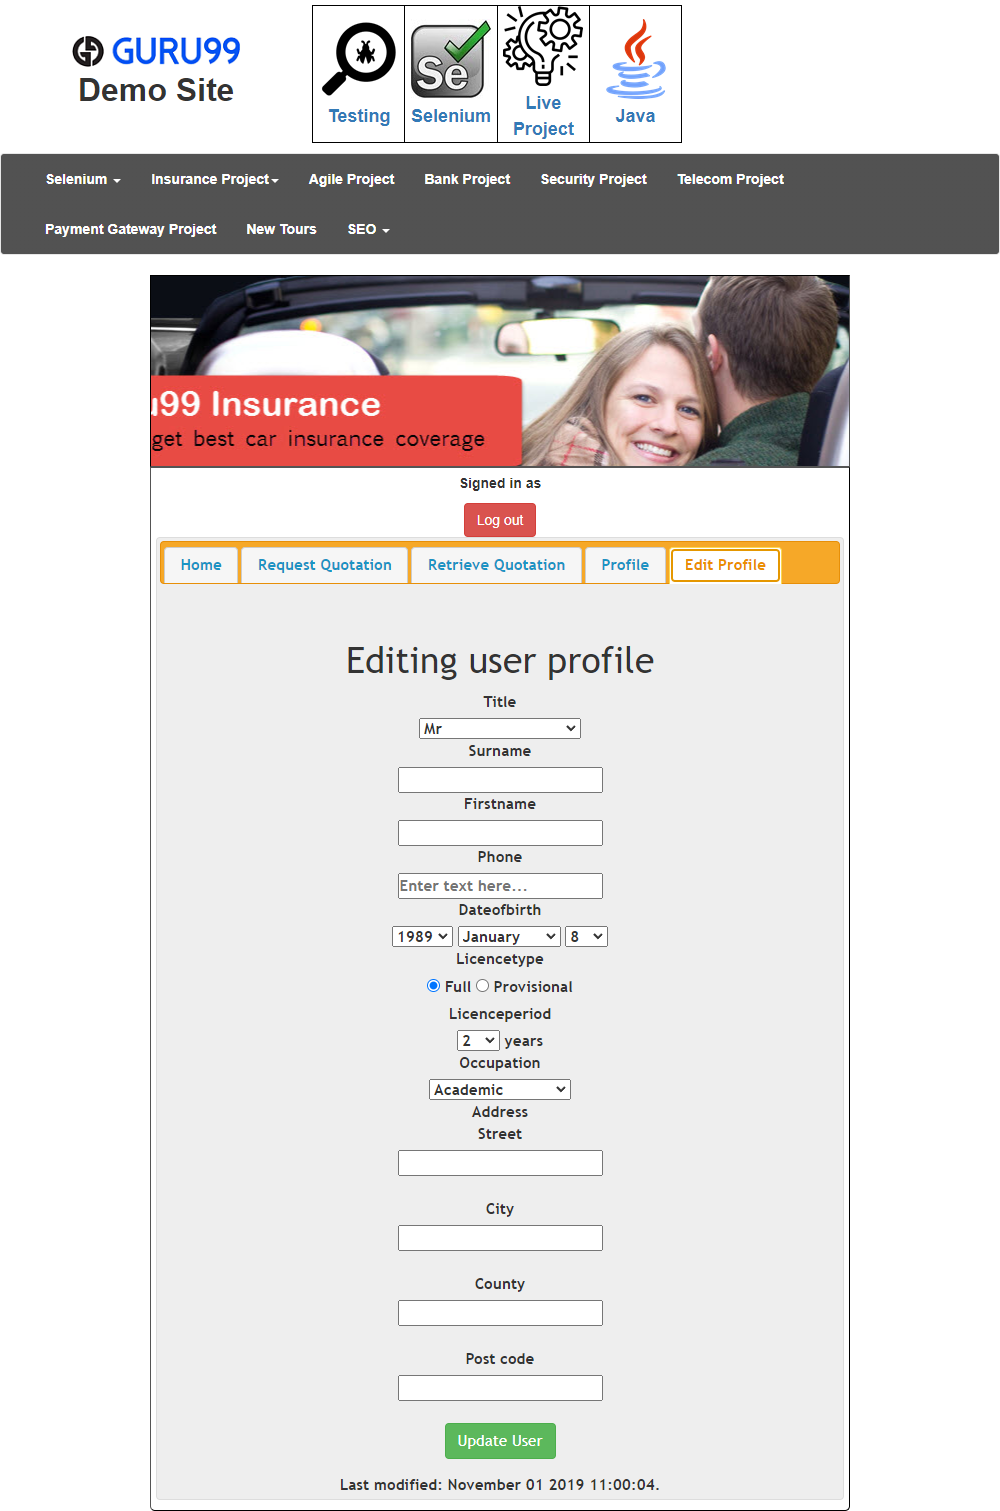 GURU99
Demo Site
Testing
Se
Selenium
Live
Project
Java
Selenium
Insurance Project
Agile Project
Bank Project
Security Project
Telecom Project
Payment Gateway Project
New Tours
SEO
u99 Insurance
get best car insurance coverage
Signed in as
Log out
Home
Request Quotation
Retrieve Quotation
Profile
Edit Profile
Editing user profile
Title
Mr
Surname
Firstname
Phone
Enter text here...
Dateofbirth
1989 January 8
Licencetype
Full Provisional
Licenceperiod
2 years
Occupation
Academic
Address
Street
City
County
Post code
Update User
Last modified: November 01 2019 11:00:04.